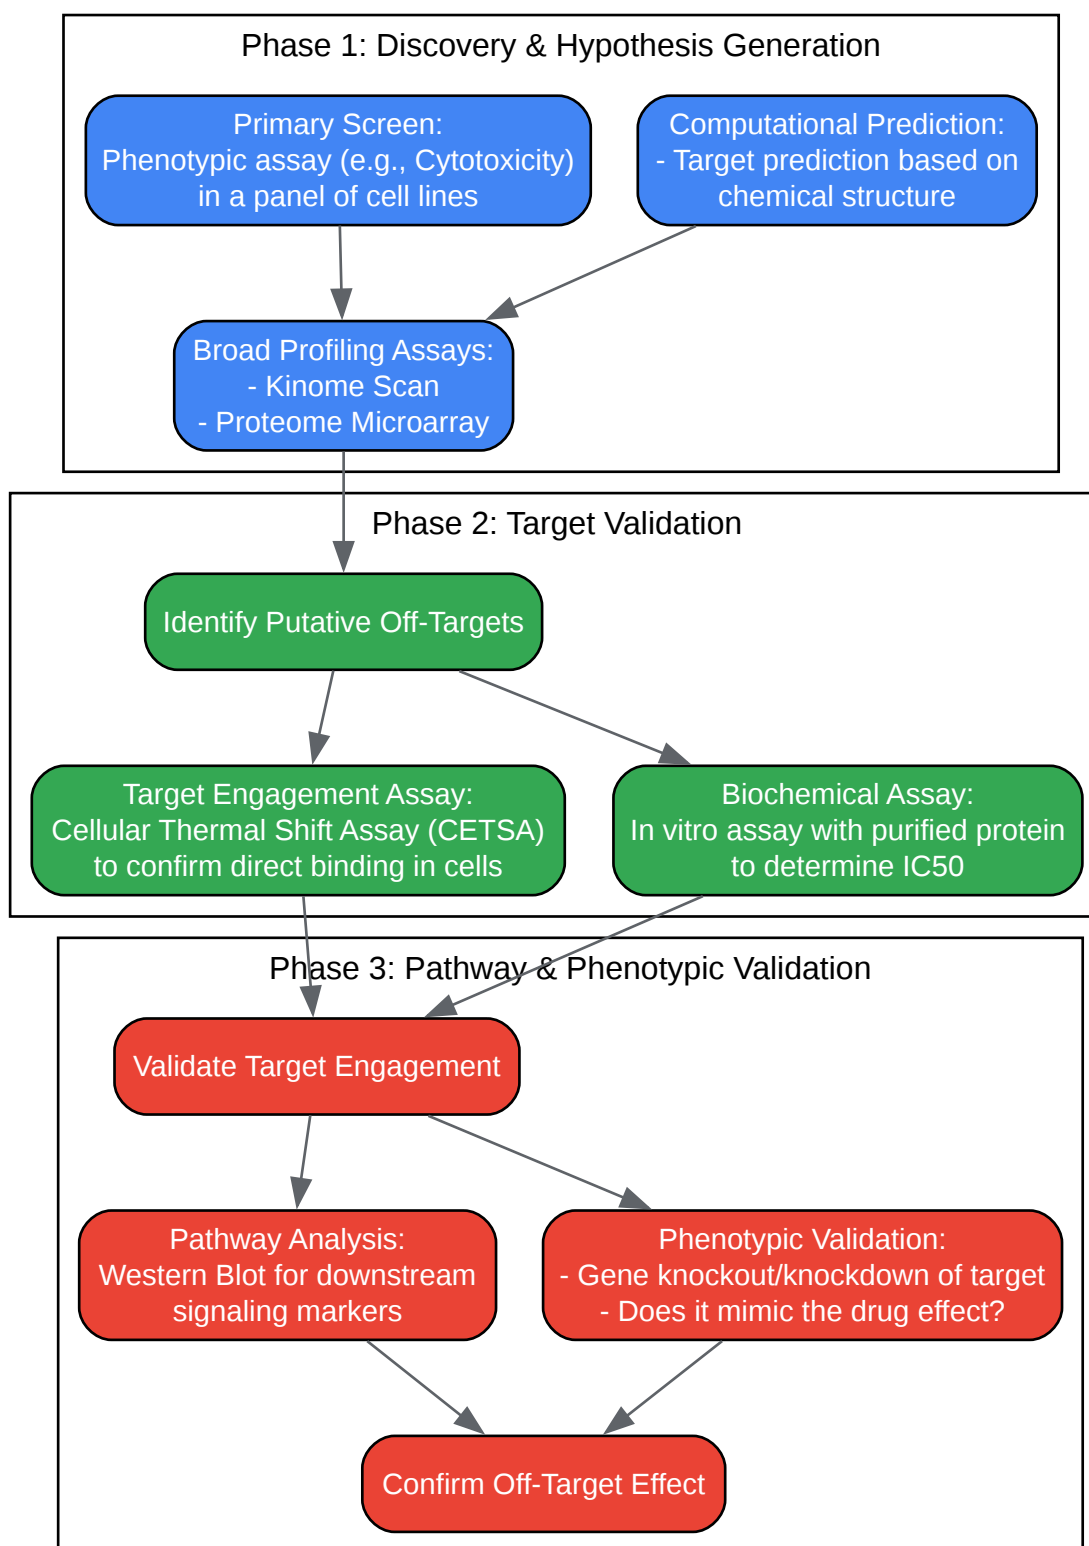 Phase 1: Discovery & Hypothesis Generation
Primary Screen:
Phenotypic assay (e.g., Cytotoxicity)
in a panel of cell lines
Computational Prediction:
- Target prediction based on
chemical structure
Broad Profiling Assays:
- Kinome Scan
- Proteome Microarray
Phase 2: Target Validation
Identify Putative Off-Targets
Target Engagement Assay:
Cellular Thermal Shift Assay (CETSA)
to confirm direct binding in cells
Biochemical Assay:
In vitro assay with purified protein
to determine IC50
Phase 3: Pathway & Phenotypic Validation
Validate Target Engagement
Pathway Analysis:
Western Blot for downstream
signaling markers
Phenotypic Validation:
- Gene knockout/knockdown of target
- Does it mimic the drug effect?
Confirm Off-Target Effect